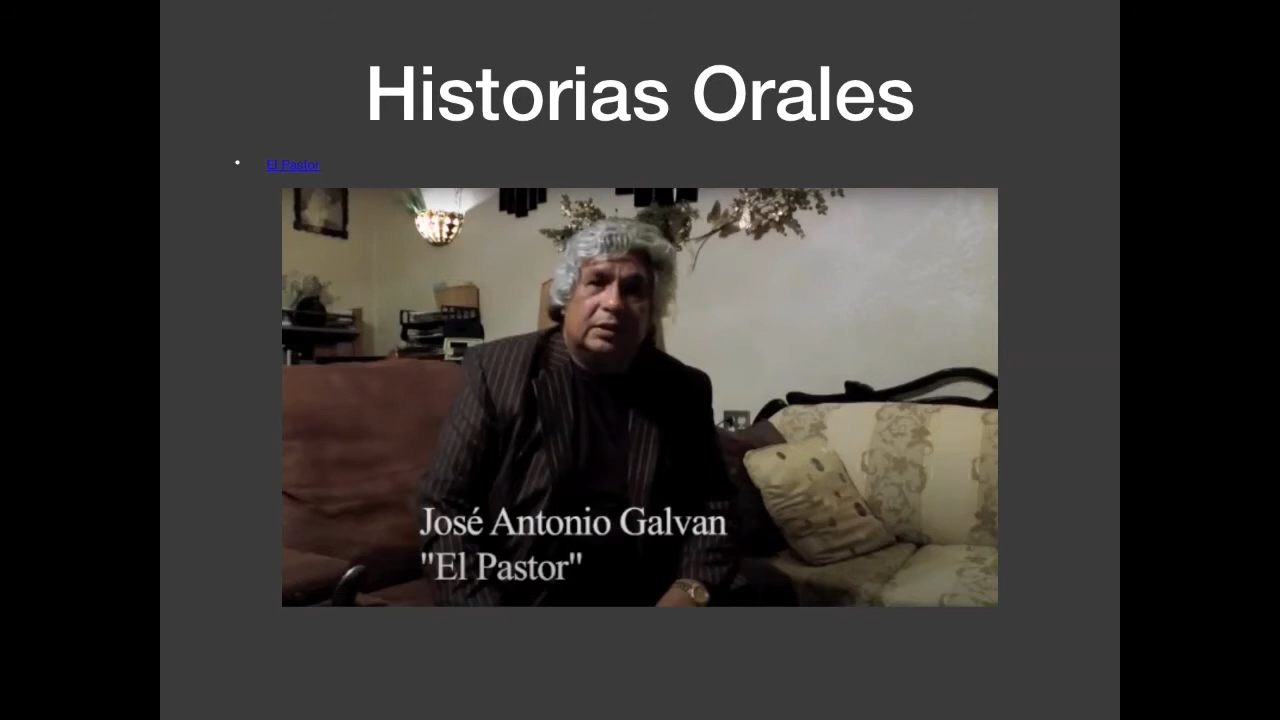 Historias Orales
El Pastor
José Antonio Galvan
"El Pastor"